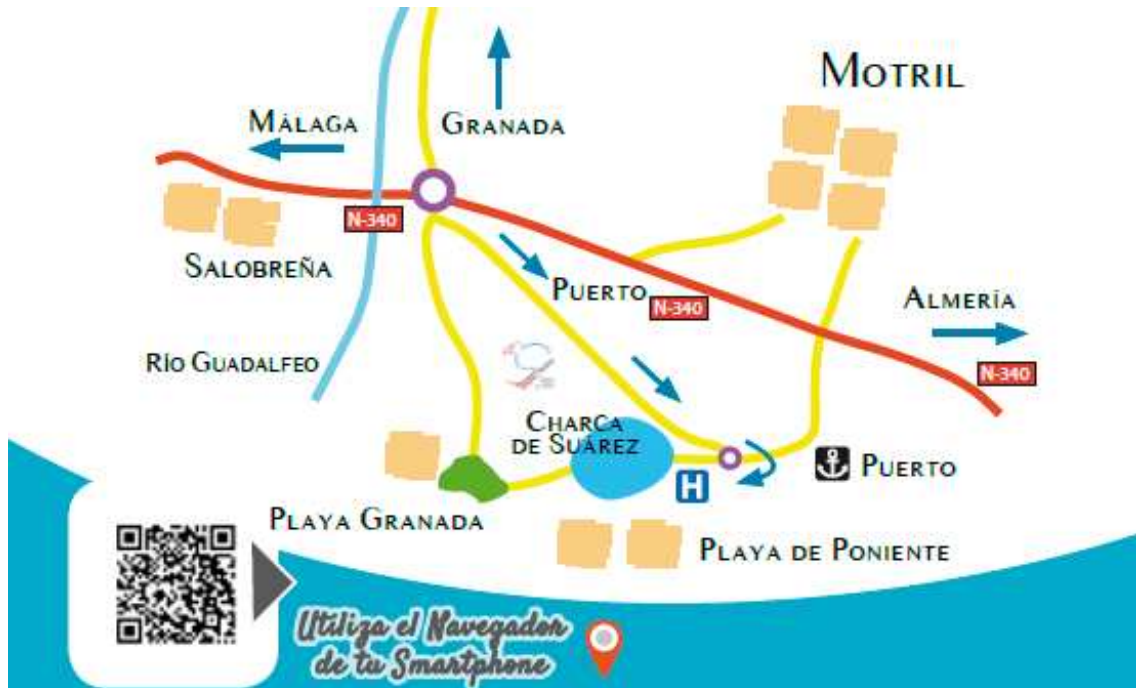 MOTRIL
MÁLAGA
GRANADA
N-340
SALOBREÑA
PUERTO
N-340
ALMERÍA
RÍO GUADALFEO
N-340
CHARCA
DE SUÁREZ
H
PUERTO
PLAYA GRANADA
PLAYA DE PONIENTE
Utiliza el Navegador
de tu Smartphone